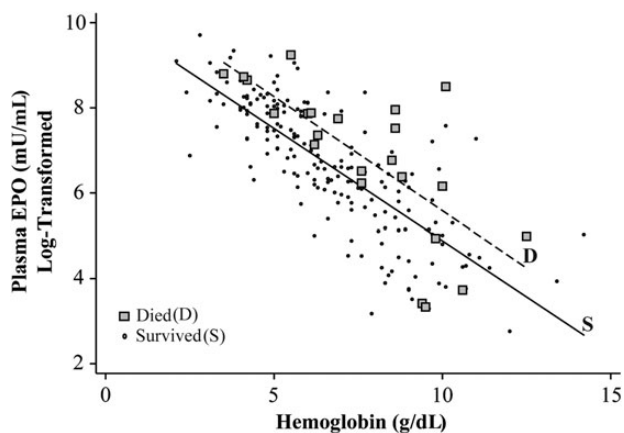 Plasma EPO (mU/mL)
Log-Transformed
10
8
6
4
2
D
S
Died(D)
Survived(S)
0
5
10
15
Hemoglobin (g/dL)